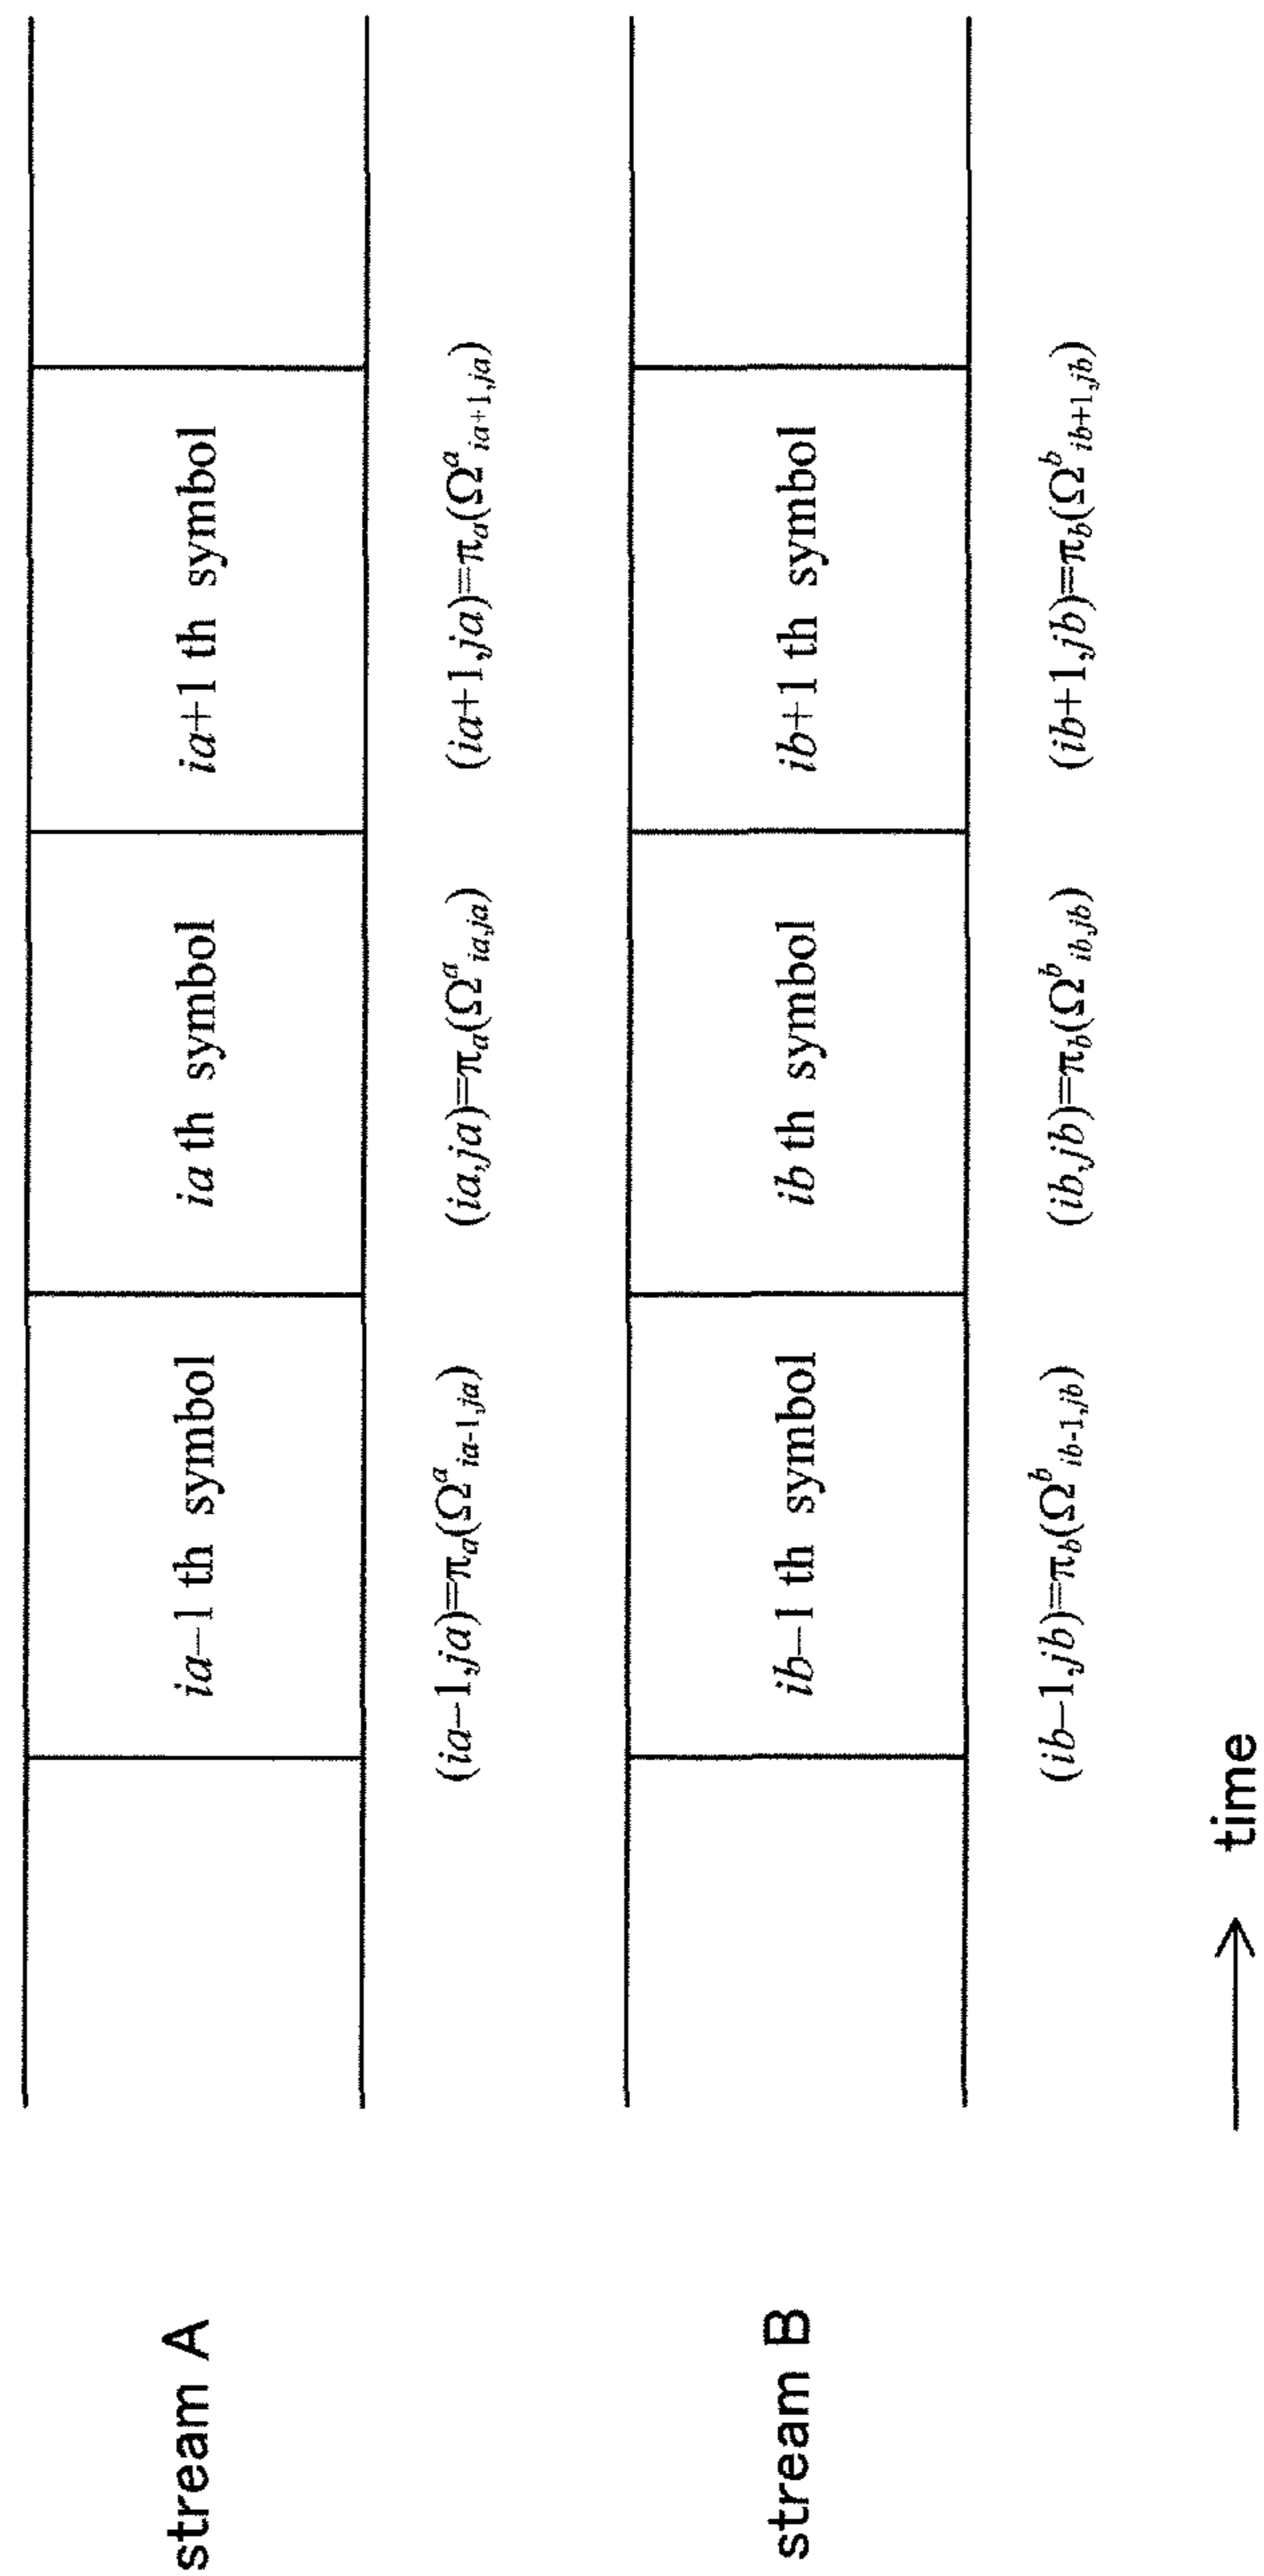 stream A
ia−1 th symbol
ia th symbol
ia+1 th symbol
(ia−1,ja)=πa(Ωᵃia-1,ja)
(ia,ja)=πa(Ωᵃia,ja)
(ia+1,ja)=πa(Ωᵃia+1,ja)
stream B
ib−1 th symbol
ib th symbol
ib+1 th symbol
(ib−1,jb)=πb(Ωᵇib-1,jb)
(ib,jb)=πb(Ωᵇib,jb)
(ib+1,jb)=πb(Ωᵇib+1,jb)
time